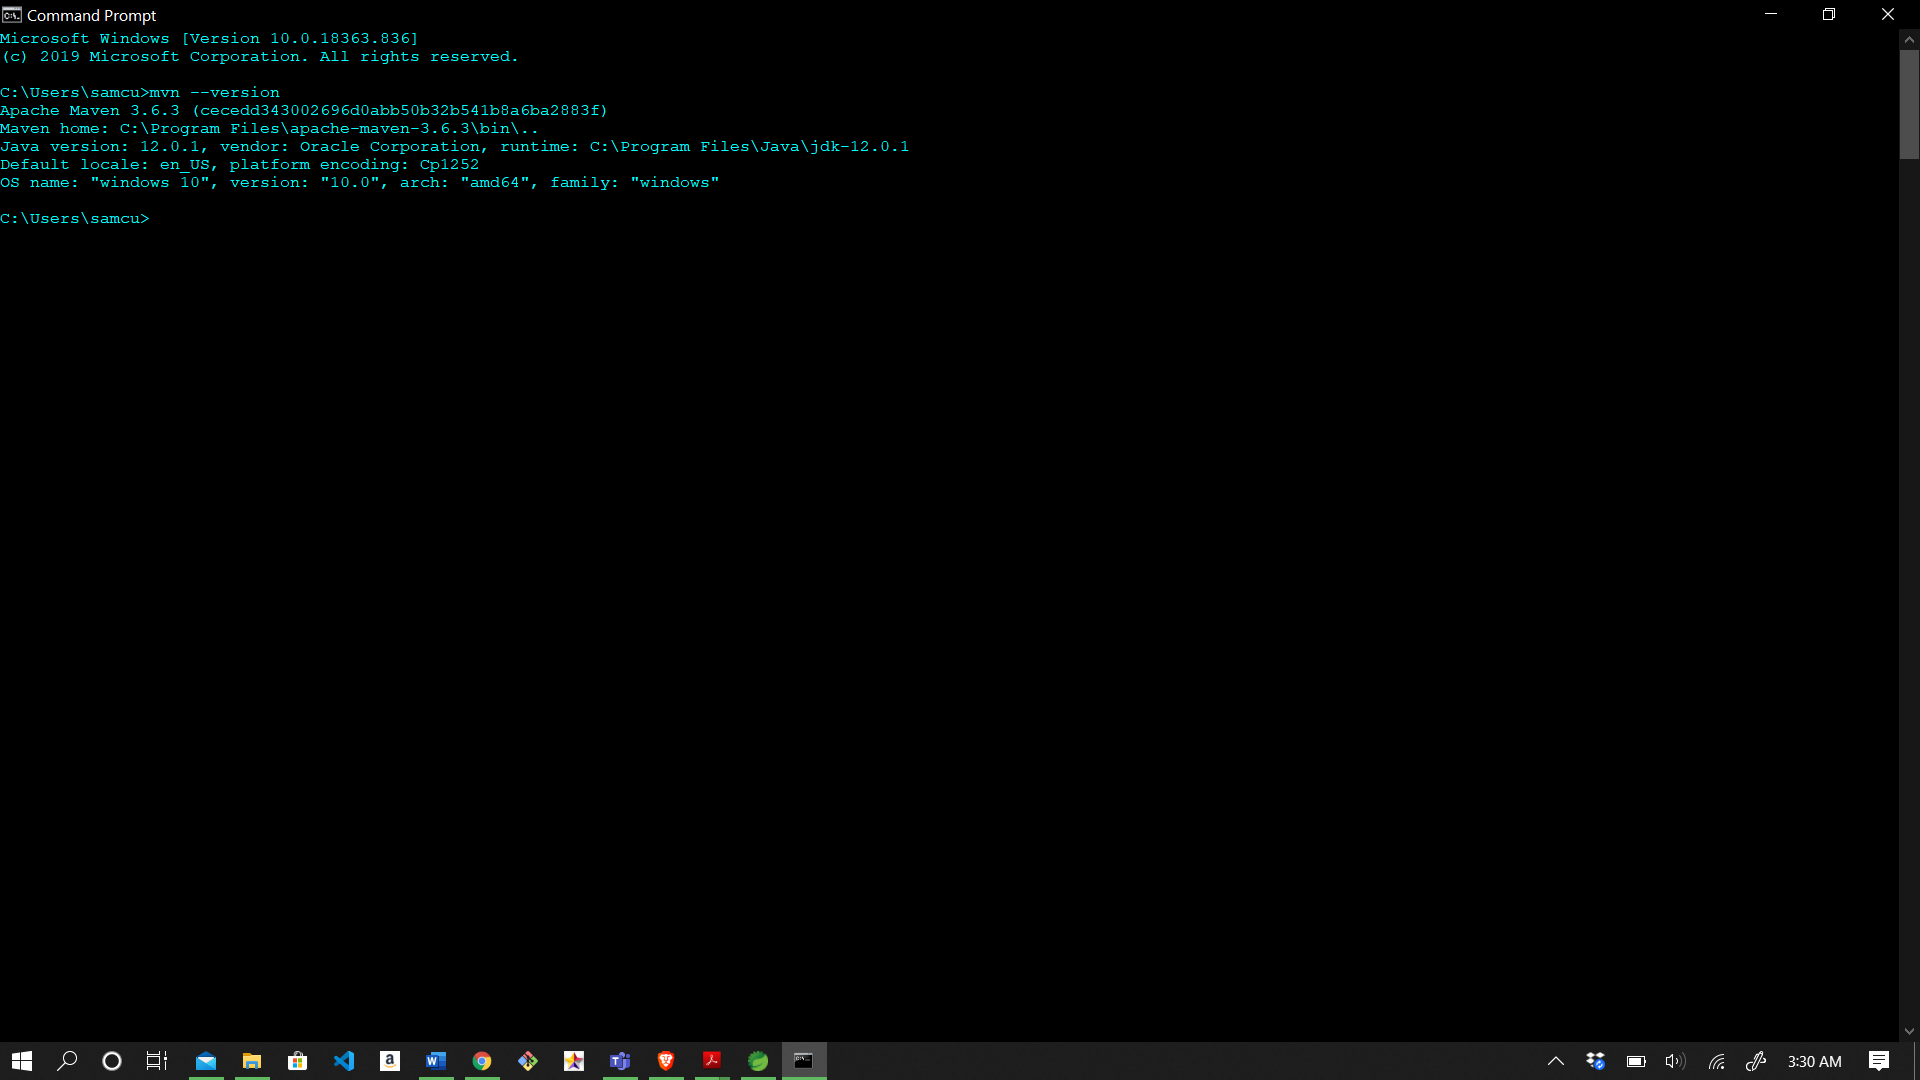 Command Prompt
Microsoft Windows [Version 10.0.18363.836]
(c) 2019 Microsoft Corporation. All rights reserved.
C:\Users\samcu>mvn --version
Apache Maven 3.6.3 (cecedd343002696d0abb50b32b541b8a6ba2883f)
Maven home: C:\Program Files\apache-maven-3.6.3\bin\..
Java version: 12.0.1, vendor: Oracle Corporation, runtime: C:\Program Files\Java\jdk-12.0.1
Default locale: en_US, platform encoding: Cp1252
OS name: "windows 10", version: "10.0", arch: "amd64", family: "windows"
C:\Users\samcu>
3:30 AM